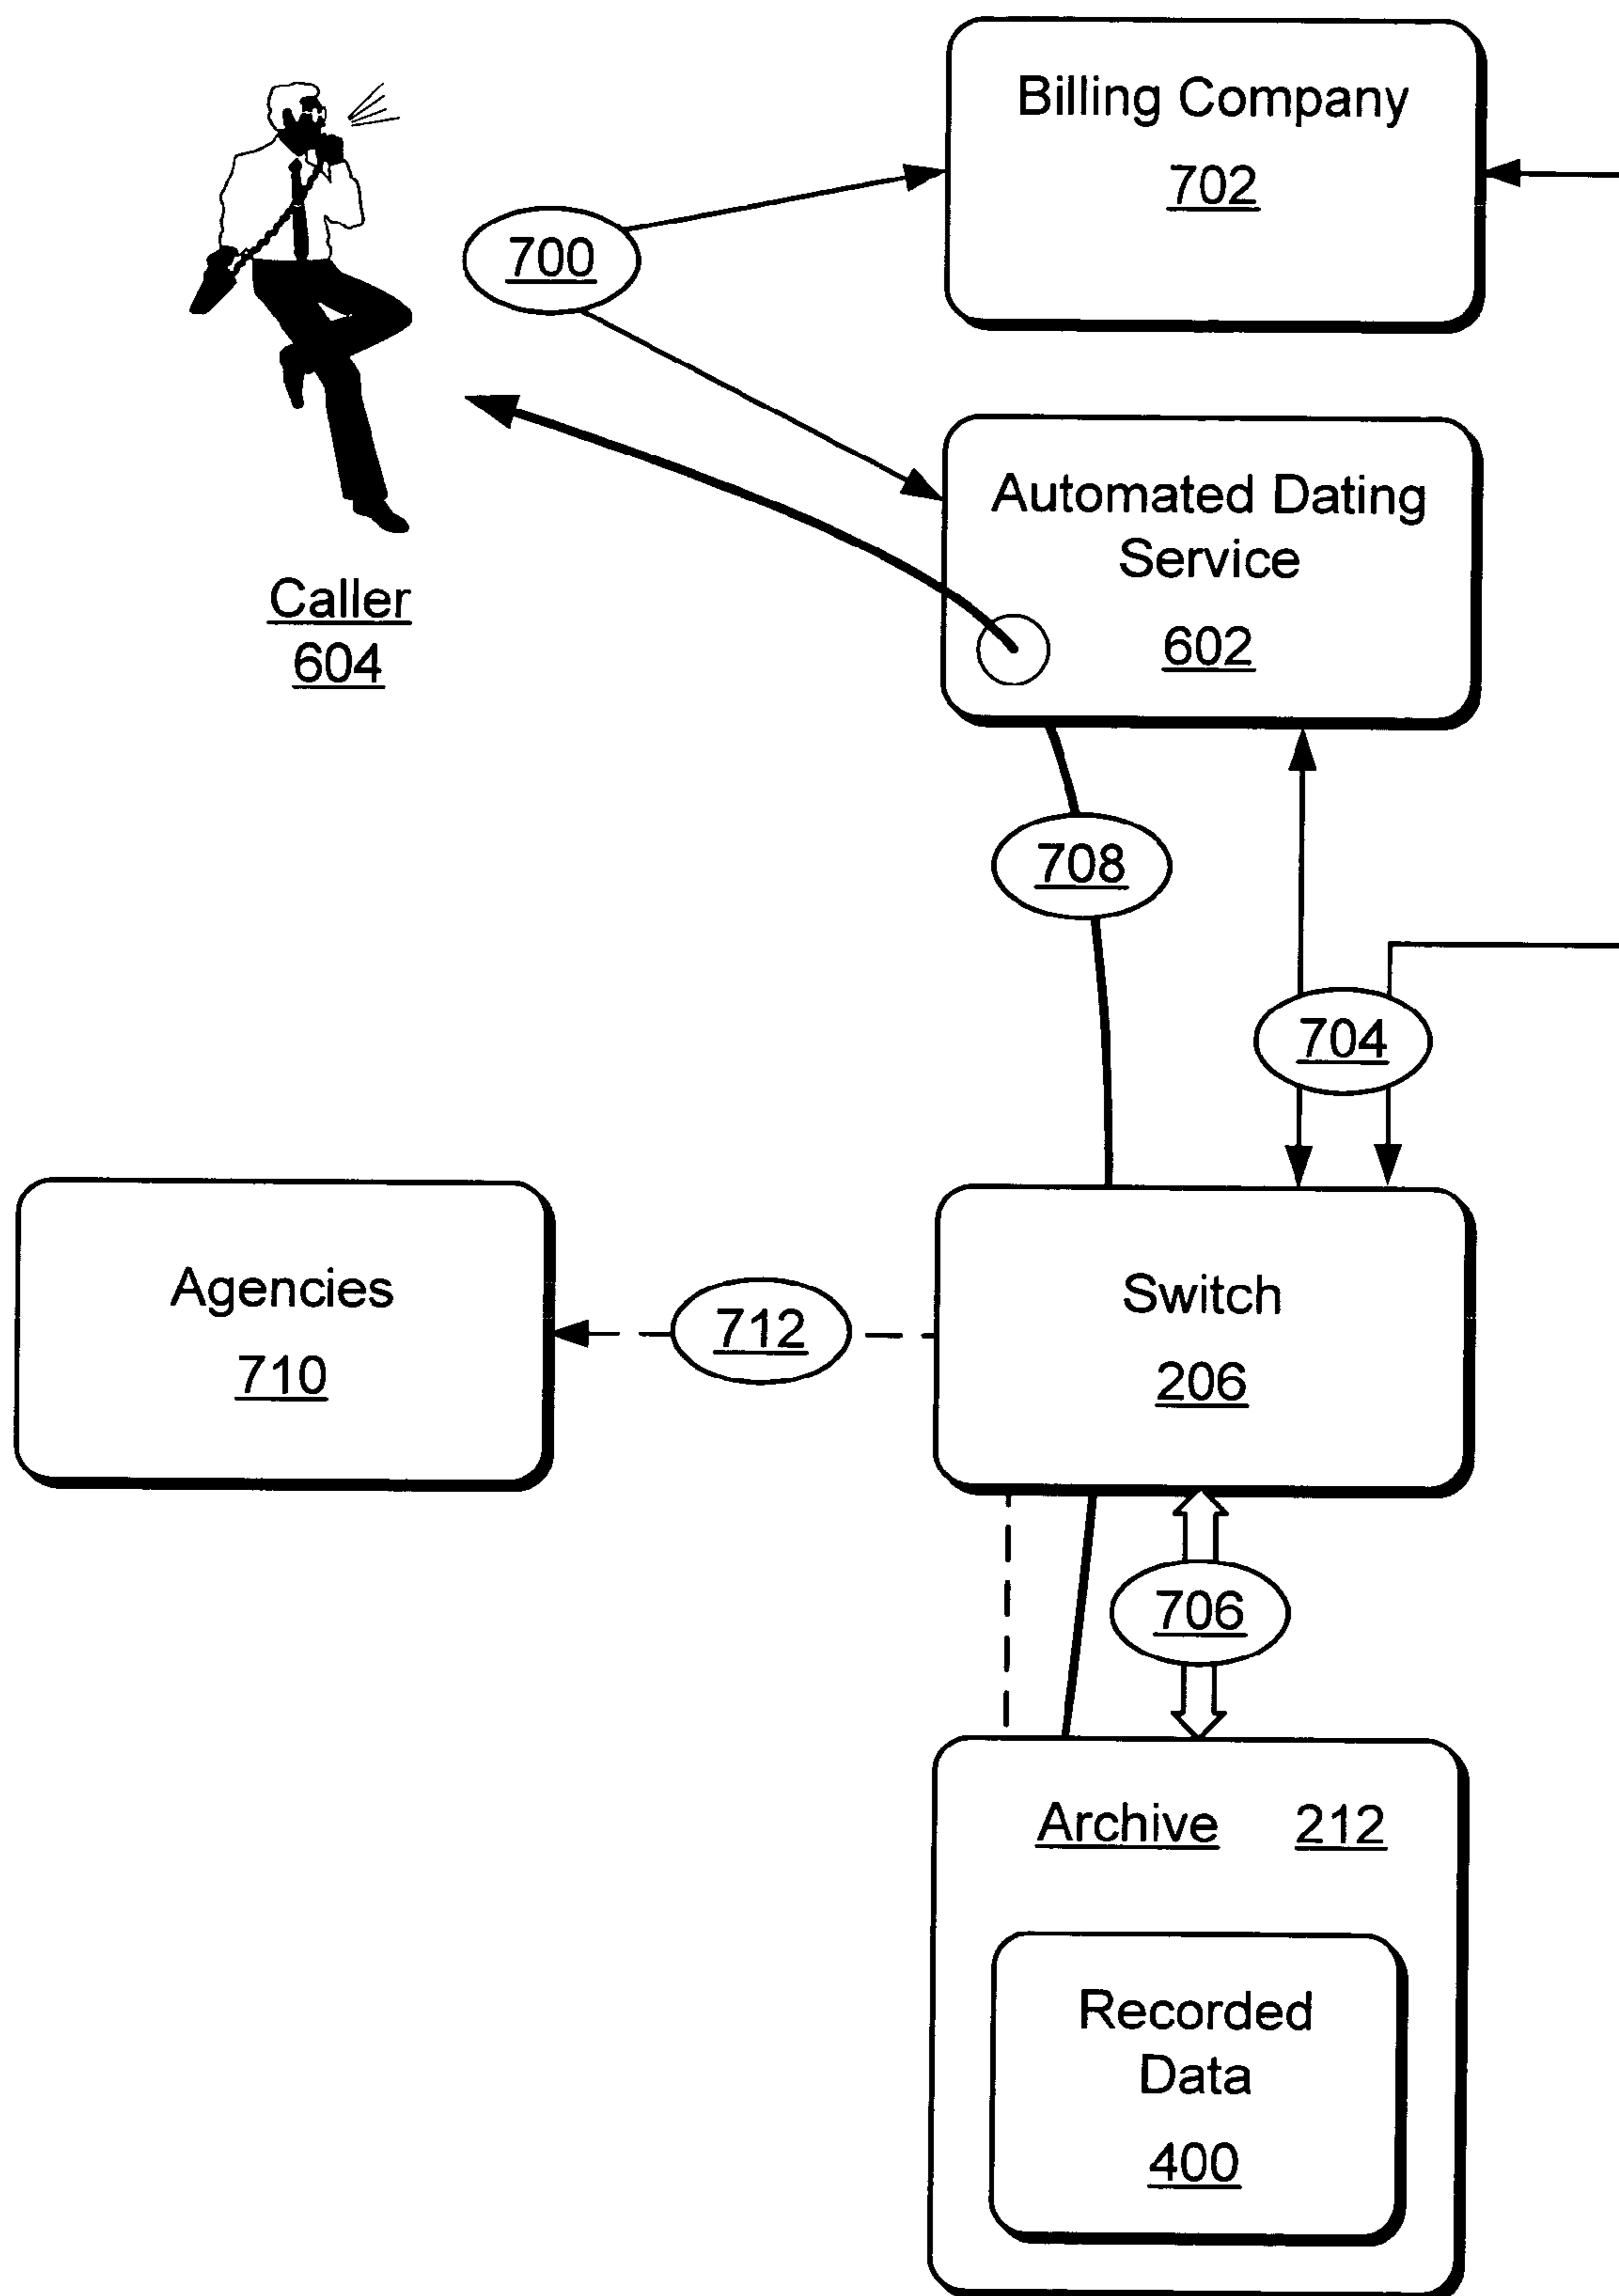 Billing Company
702
700
Automated Dating
Service
602
Caller
604
708
704
Agencies
710
712
Switch
206
706
Archive 212
Recorded
Data
400